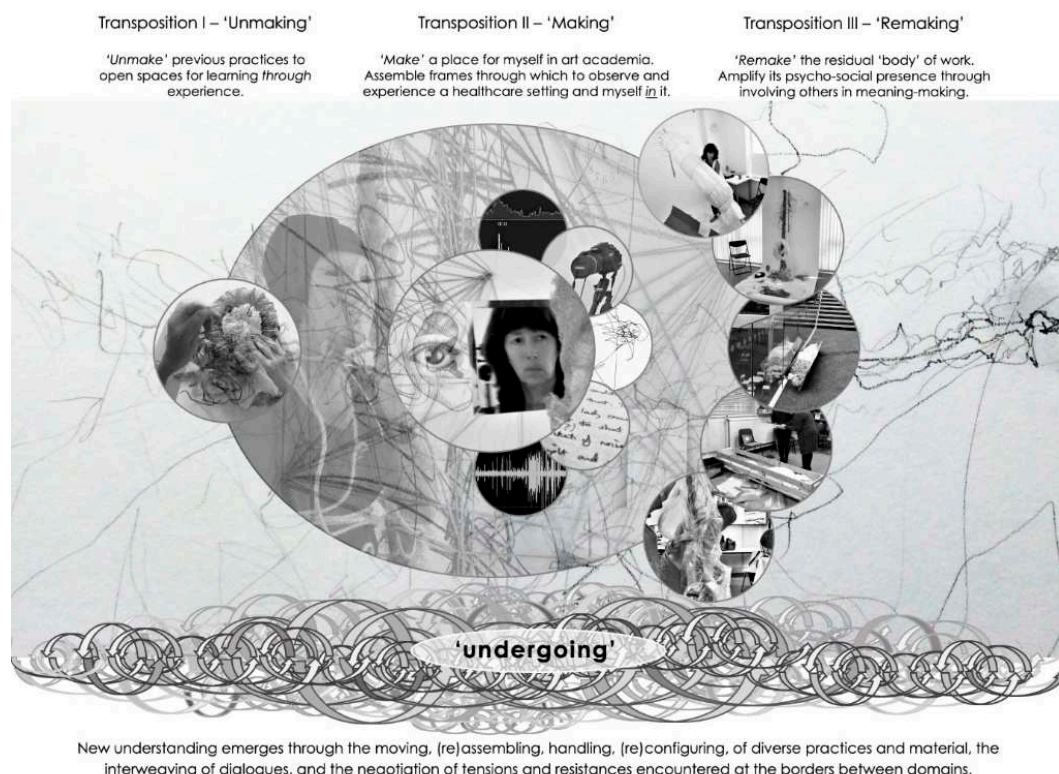 Transposition I – ‘Unmaking’
‘Unmake’ previous practices to
open spaces for learning through
experience.
Transposition II – ‘Making’
‘Make’ a place for myself in art academia.
Assemble frames through which to observe and
experience a healthcare setting and myself in it.
Transposition III – ‘Remaking’
‘Remake’ the residual ‘body’ of work.
Amplify its psycho-social presence through
involving others in meaning-making.
‘undergoing’
New understanding emerges through the moving, (re)assembling, handling, (re)configuring, of diverse practices and material, the
interweaving of dialogues, and the negotiation of tensions and resistances encountered at the borders between domains.